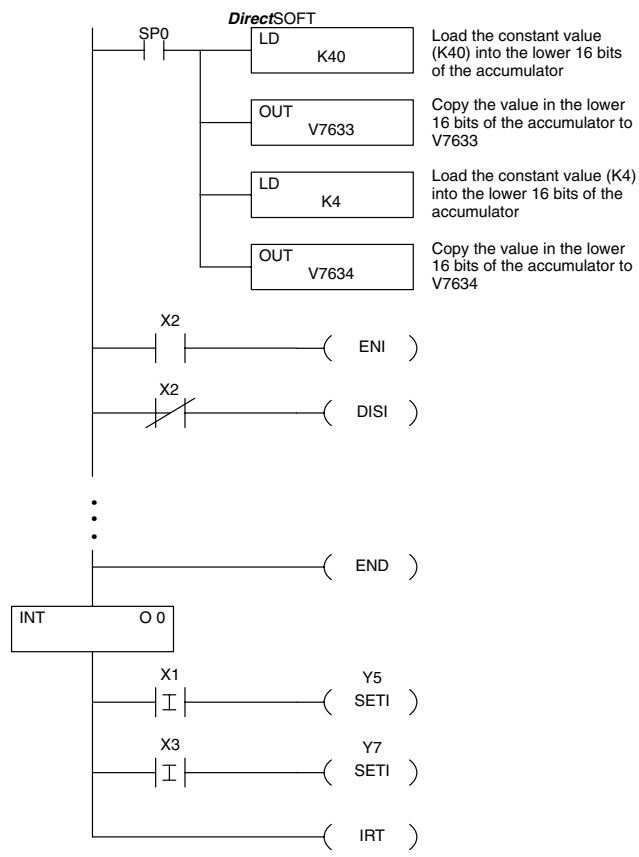 DirectSOFT
SP0
LD
K40
Load the constant value
(K40) into the lower 16 bits
of the accumulator
OUT
V7633
Copy the value in the lower
16 bits of the accumulator to
V7633
LD
K4
Load the constant value (K4)
into the lower 16 bits of the
accumulator
OUT
V7634
Copy the value in the lower
16 bits of the accumulator to
V7634
X2
ENI
X2
DISI
END
INT O 0
X1
Y5
SETI
X3
Y7
SETI
IRT